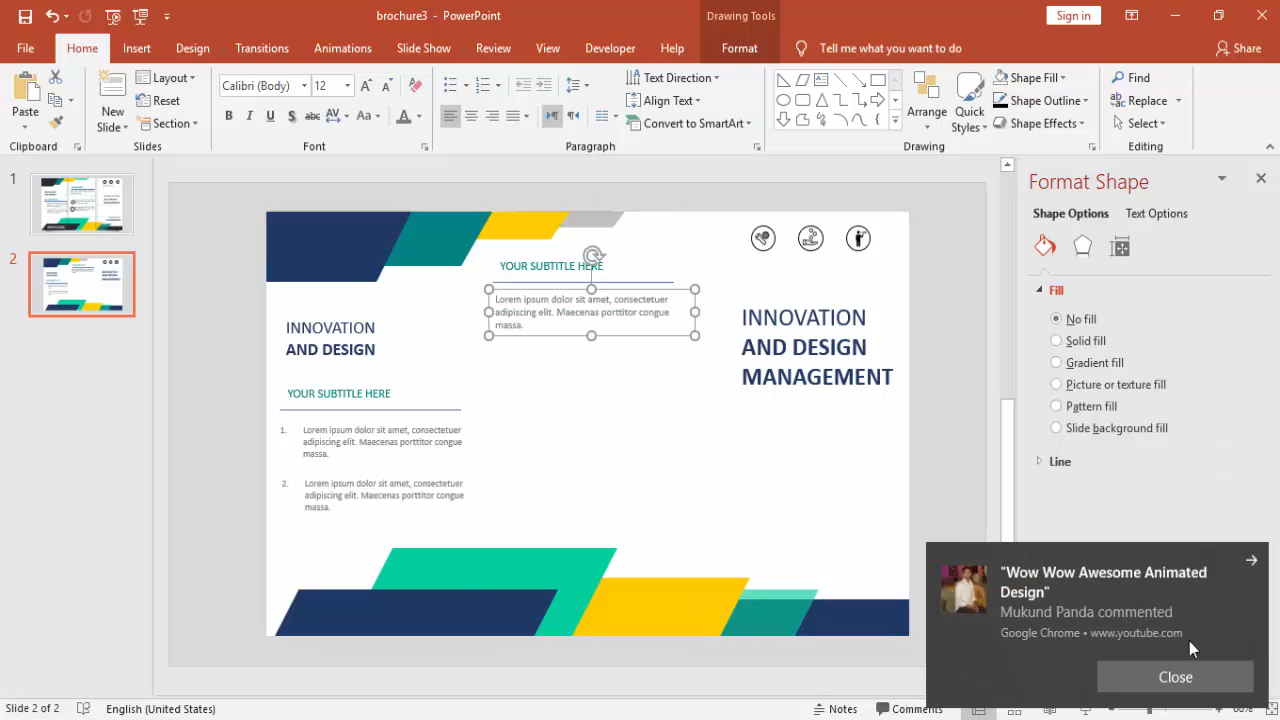 brochure3 - PowerPoint
Drawing Tools
Sign in
File
Home
Insert
Design
Transitions
Animations
Slide Show
Review
View
Developer
Help
Format
Tell me what you want to do
Share
Paste
Clipboard
New
Slide
Layout
Reset
Section
Slides
Calibri (Body)
12
B I U S abc AV Aa A
Font
Text Direction
Align Text
Convert to SmartArt
Paragraph
Arrange
Quick
Styles
Shape Fill
Shape Outline
Shape Effects
Drawing
Find
Replace
Select
Editing
1
2
YOUR SUBTITLE HERE
Lorem ipsum dolor sit amet, consectetuer
adipiscing elit. Maecenas porttitor congue
massa.
INNOVATION
AND DESIGN
YOUR SUBTITLE HERE
1. Lorem ipsum dolor sit amet, consectetuer
adipiscing elit. Maecenas porttitor congue
massa.
2. Lorem ipsum dolor sit amet, consectetuer
adipiscing elit. Maecenas porttitor congue
massa.
INNOVATION
AND DESIGN
MANAGEMENT
Format Shape
Shape Options
Text Options
Fill
No fill
Solid fill
Gradient fill
Picture or texture fill
Pattern fill
Slide background fill
Line
"Wow Wow Awesome Animated
Design"
Mukund Panda commented
Google Chrome • www.youtube.com
Close
Slide 2 of 2
English (United States)
Notes
Comments